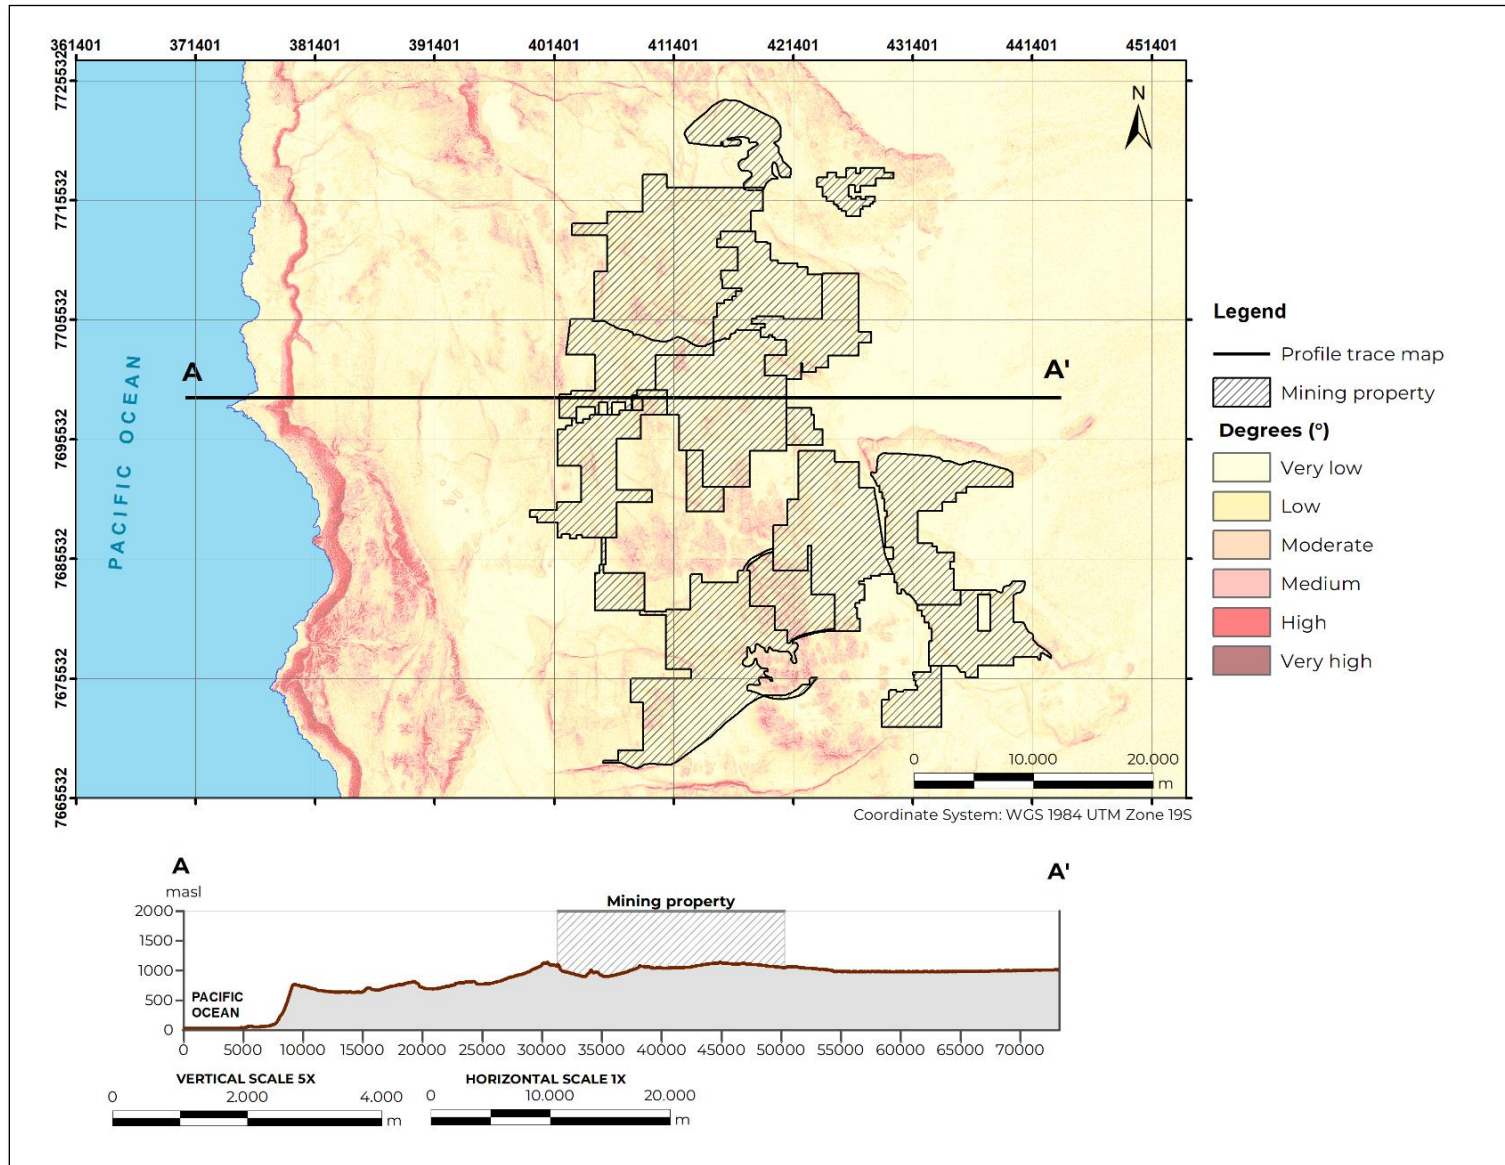 361401 371401 381401 391401 401401 411401 421401 431401 441401 451401
7725532
7715532
7705532
7695532
7685532
7675532
7665532
N
A
A'
PACIFIC OCEAN
0 10.000 20.000
m
Coordinate System: WGS 1984 UTM Zone 19S
Legend
Profile trace map
Mining property
Degrees (°)
Very low
Low
Moderate
Medium
High
Very high
A
A'
masl
Mining property
2000
1500
1000
500
0
PACIFIC
OCEAN
0 5000 10000 15000 20000 25000 30000 35000 40000 45000 50000 55000 60000 65000 70000
VERTICAL SCALE 5X
0 2.000 4.000
m
HORIZONTAL SCALE 1X
0 10.000 20.000
m